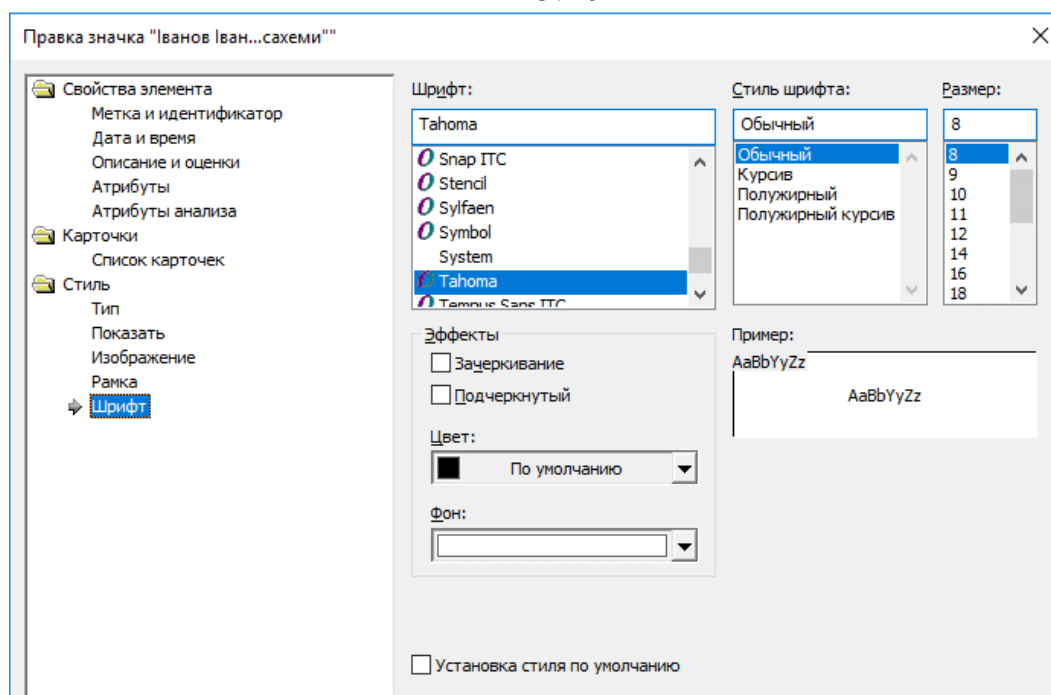 Правка значка "Іванов Іван...сахеми""
Свойства элемента
Метка и идентификатор
Дата и время
Описание и оценки
Атрибуты
Атрибуты анализа
Карточки
Список карточек
Стиль
Тип
Показать
Изображение
Рамка
Шрифт
Шрифт:
Tahoma
Snap ITC
Stencil
Sylfaen
Symbol
System
Tahoma
Tempus Sans ITC
Стиль шрифта:
Обычный
Обычный
Курсив
Полужирный
Полужирный курсив
Размер:
8
8
9
10
11
12
14
16
18
Эффекты
Зачеркивание
Подчеркнутый
Цвет:
По умолчанию
Фон:
Пример:
AaBbYyZz
AaBbYyZz
Установка стиля по умолчанию